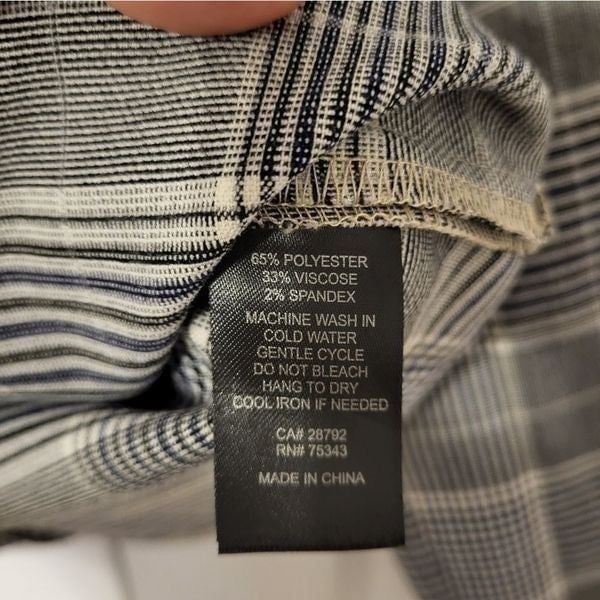 65% POLYESTER
33% VISCOSE
2% SPANDEX
MACHINE WASH IN
COLD WATER
GENTLE CYCLE
DO NOT BLEACH
HANG TO DRY
COOL IRON IF NEEDED
CA# 28792
RN# 75343
MADE IN CHINA